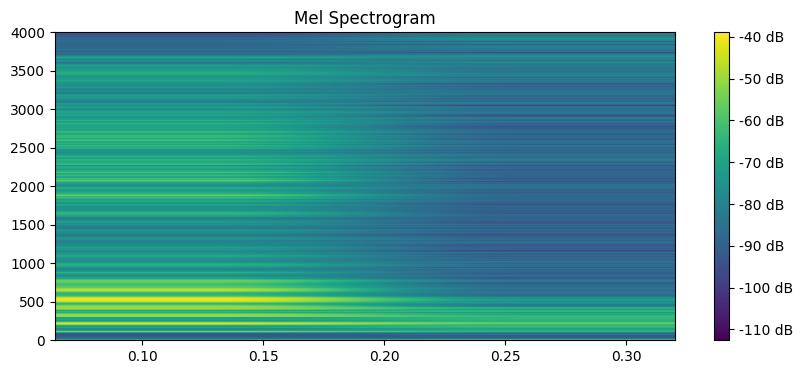 Mel Spectrogram
4000
3500
3000
2500
2000
1500
1000
500
0
0.10 0.15 0.20 0.25 0.30
-40 dB
-50 dB
-60 dB
-70 dB
-80 dB
-90 dB
-100 dB
-110 dB